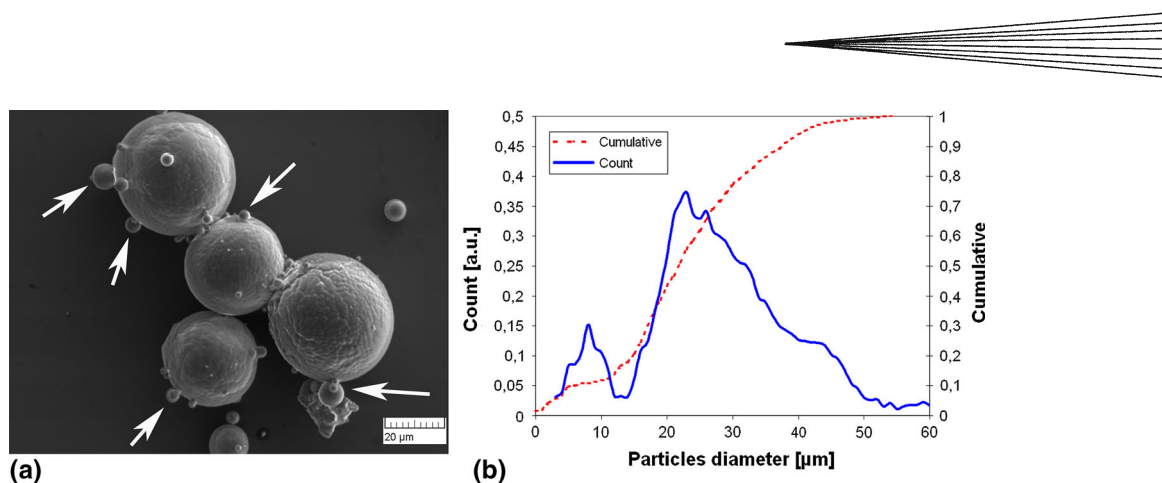 20 µm
(a)
Cumulative
Count
Count [a.u.]
0,5
0,45
0,4
0,35
0,3
0,25
0,2
0,15
0,1
0,05
0
1
0,9
0,8
0,7
0,6
0,5
0,4
0,3
0,2
0,1
0
Cumulative
0 10 20 30 40 50 60
Particles diameter [µm]
(b)